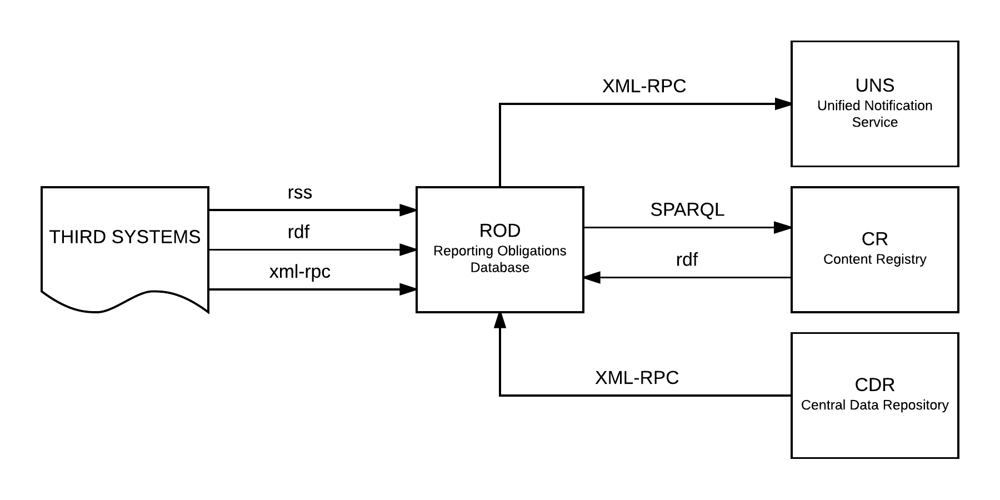 XML-RPC
UNS
Unified Notification
Service
THIRD SYSTEMS
rss
rdf
xml-rpc
ROD
Reporting Obligations
Database
SPARQL
rdf
CR
Content Registry
XML-RPC
CDR
Central Data Repository